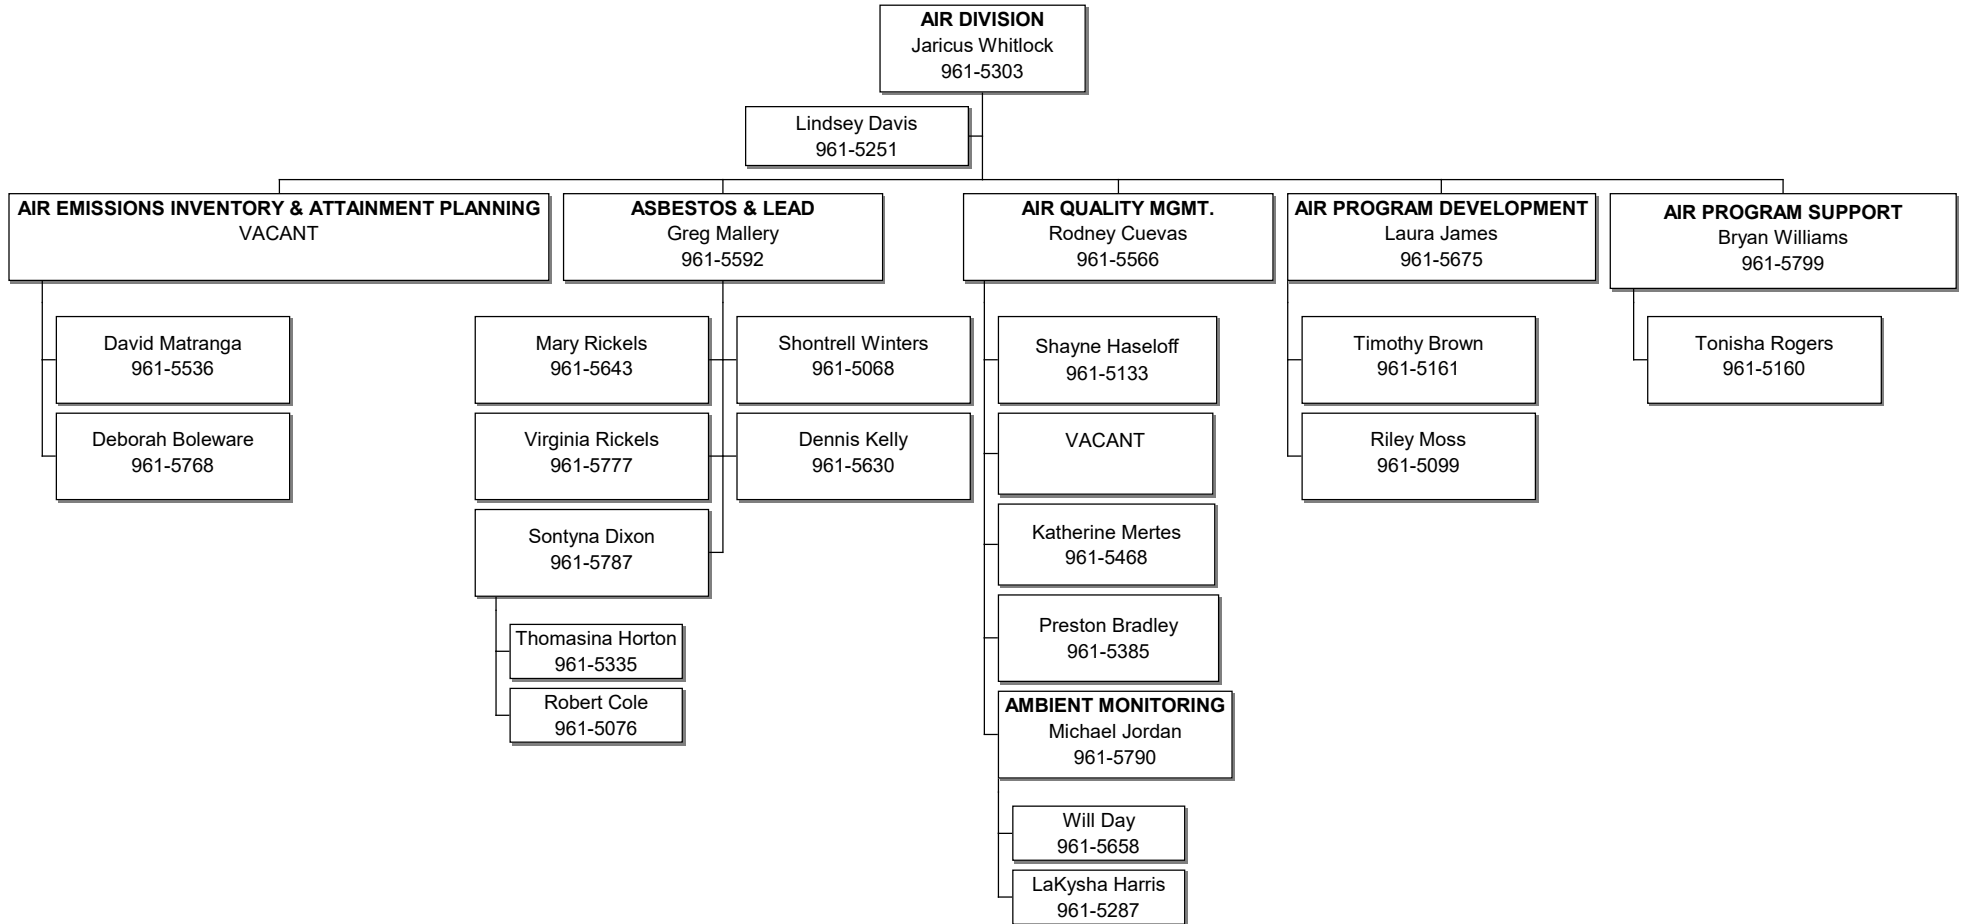 AIR DIVISION
Jaricus Whitlock
961-5303
Lindsey Davis
961-5251
AIR EMISSIONS INVENTORY & ATTAINMENT PLANNING
VACANT
David Matranga
961-5536
Deborah Boleware
961-5768
ASBESTOS & LEAD
Greg Mallery
961-5592
Mary Rickels
961-5643
Shontrell Winters
961-5068
Virginia Rickels
961-5777
Dennis Kelly
961-5630
Sontyna Dixon
961-5787
Thomasina Horton
961-5335
Robert Cole
961-5076
AIR QUALITY MGMT.
Rodney Cuevas
961-5566
Shayne Haseloff
961-5133
VACANT
Katherine Mertes
961-5468
Preston Bradley
961-5385
AMBIENT MONITORING
Michael Jordan
961-5790
Will Day
961-5658
LaKysha Harris
961-5287
AIR PROGRAM DEVELOPMENT
Laura James
961-5675
Timothy Brown
961-5161
Riley Moss
961-5099
AIR PROGRAM SUPPORT
Bryan Williams
961-5799
Tonisha Rogers
961-5160